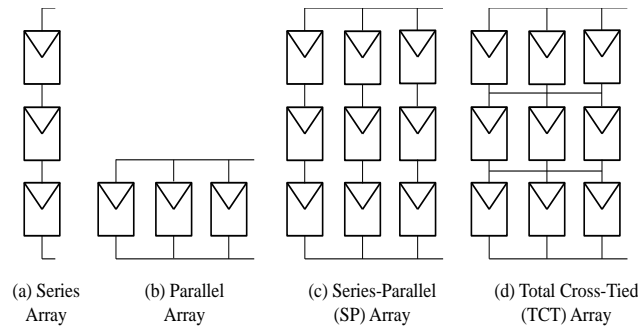 (a) Series
Array
(b) Parallel
Array
(c) Series-Parallel
(SP) Array
(d) Total Cross-Tied
(TCT) Array